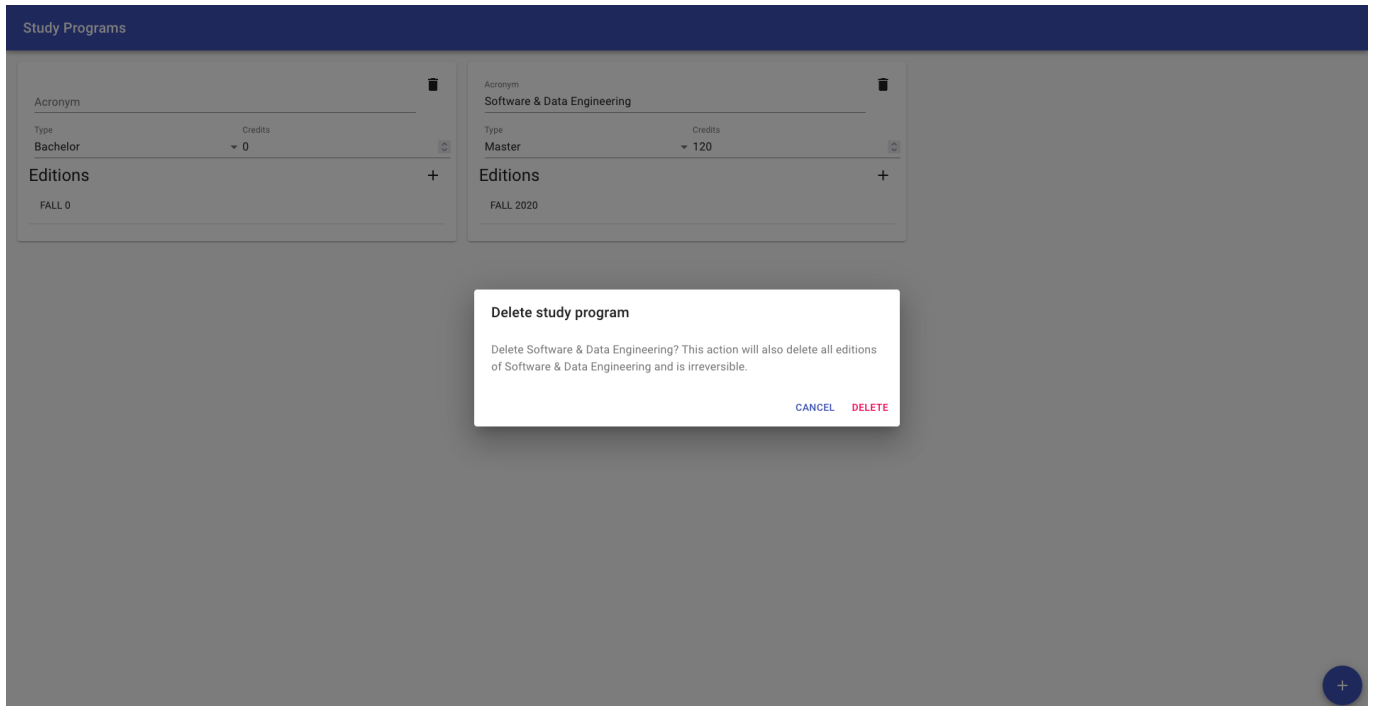 Study Programs
Acronym
Type Credits
Bachelor 0
Editions +
FALL 0
Acronym
Software & Data Engineering
Type Credits
Master 120
Editions +
FALL 2020
Delete study program
Delete Software & Data Engineering? This action will also delete all editions
of Software & Data Engineering and is irreversible.
CANCEL DELETE
+